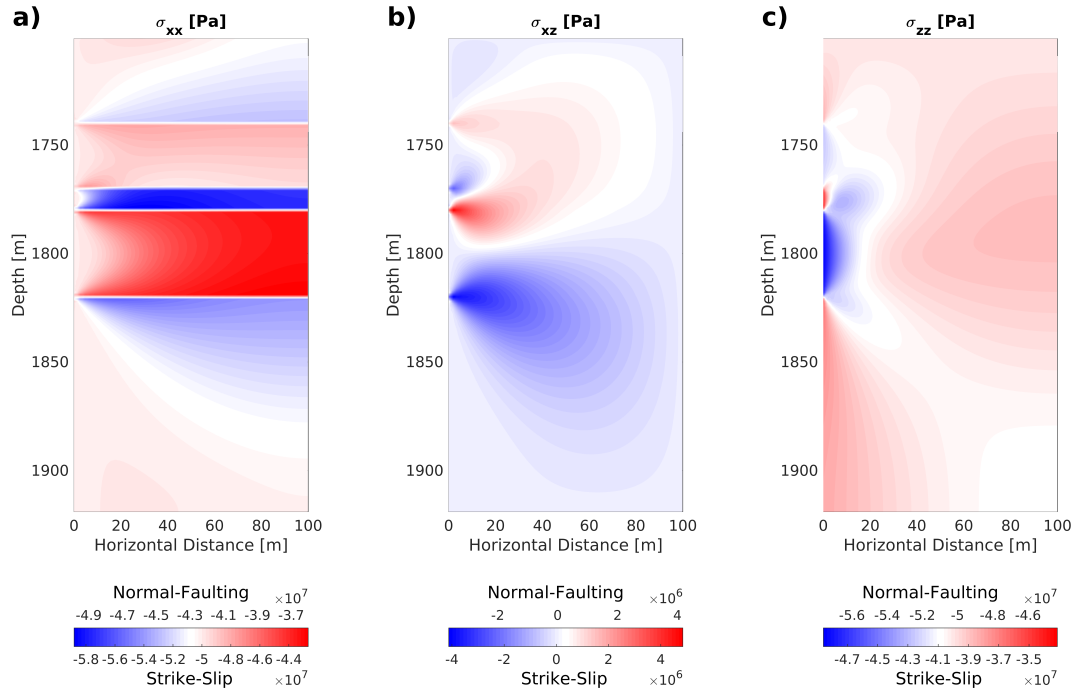 a)
σxx [Pa]
1750
1800
1850
1900
Depth [m]
0 20 40 60 80 100
Horizontal Distance [m]
Normal-Faulting
×10^7
-4.9 -4.7 -4.5 -4.3 -4.1 -3.9 -3.7
-5.8 -5.6 -5.4 -5.2 -5 -4.8 -4.6 -4.4
×10^7
Strike-Slip
b)
σxz [Pa]
1750
1800
1850
1900
Depth [m]
0 20 40 60 80 100
Horizontal Distance [m]
Normal-Faulting
×10^6
-2 0 2 4
-4 -2 0 2 4
×10^6
Strike-Slip
c)
σzz [Pa]
1750
1800
1850
1900
Depth [m]
0 20 40 60 80 100
Horizontal Distance [m]
Normal-Faulting
×10^7
-5.6 -5.4 -5.2 -5 -4.8 -4.6
-4.7 -4.5 -4.3 -4.1 -3.9 -3.7 -3.5
×10^7
Strike-Slip